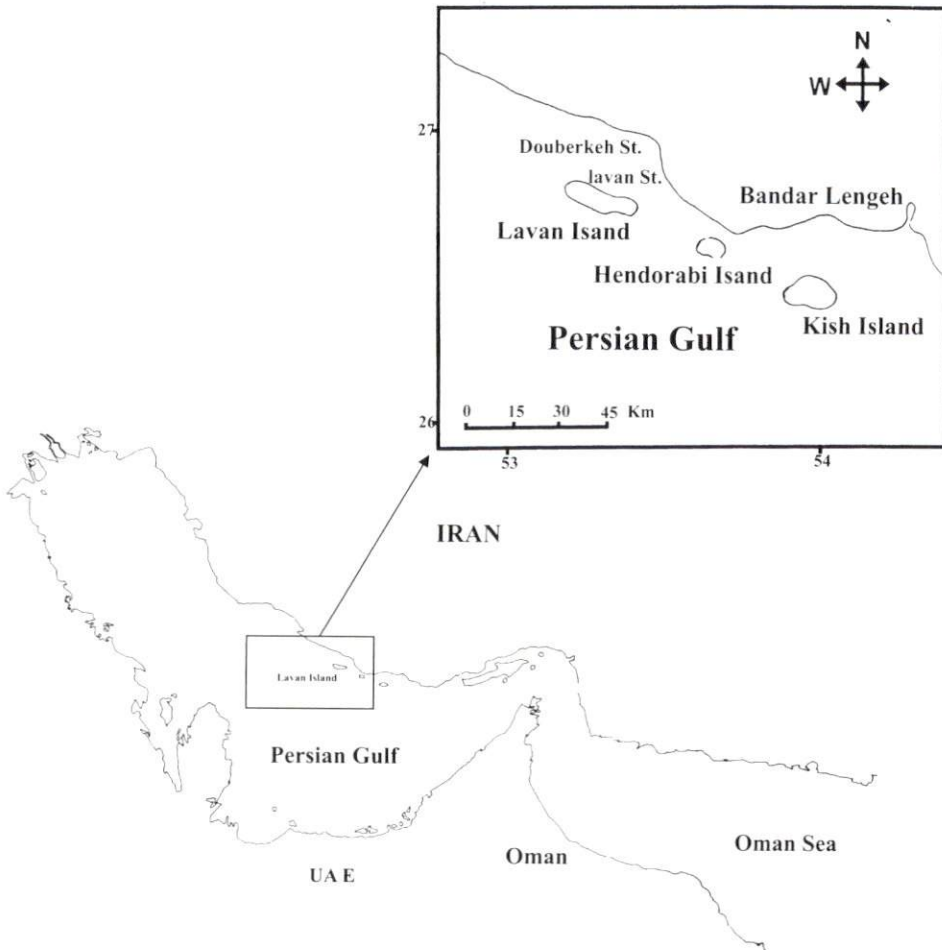 N
W
27
Douberkeh St.
lavan St.
Bandar Lengeh
Lavan Isand
Hendorabi Isand
Kish Island
Persian Gulf
0 15 30 45 Km
26
53 54
IRAN
Lavan Island
Persian Gulf
Oman Sea
Oman
UA E